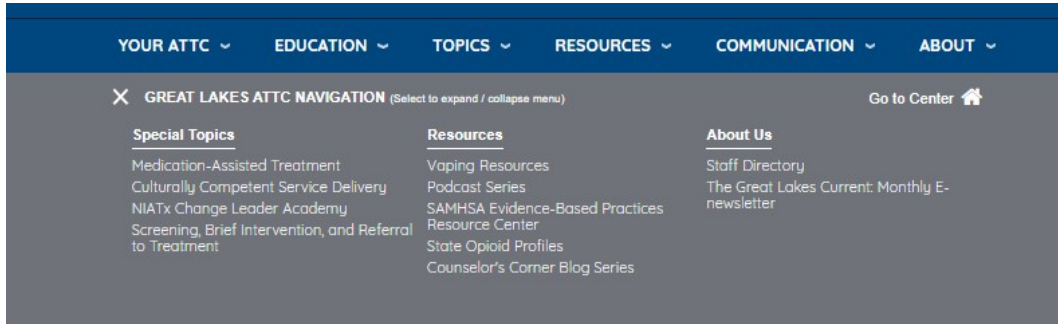 YOUR ATTC EDUCATION TOPICS RESOURCES COMMUNICATION ABOUT
GREAT LAKES ATTC NAVIGATION (Select to expand / collapse menu)
Go to Center
Special Topics
Medication-Assisted Treatment
Culturally Competent Service Delivery
NIATx Change Leader Academy
Screening, Brief Intervention, and Referral
to Treatment
Resources
Vaping Resources
Podcast Series
SAMHSA Evidence-Based Practices
Resource Center
State Opioid Profiles
Counselor's Corner Blog Series
About Us
Staff Directory
The Great Lakes Current: Monthly E-
newsletter